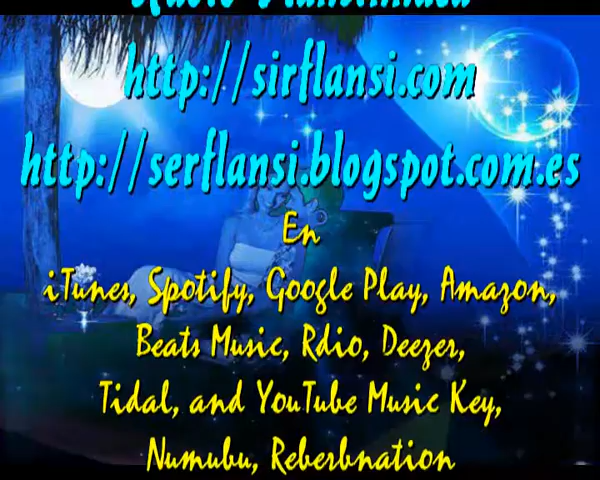 http://sirflansi.com
http://serflansi.blogspot.com.es
En
iTunes, Spotify, Google Play, Amazon,
Beats Music, Rdio, Deezer,
Tidal, and YouTube Music Key,
Numubu, Reberbnation